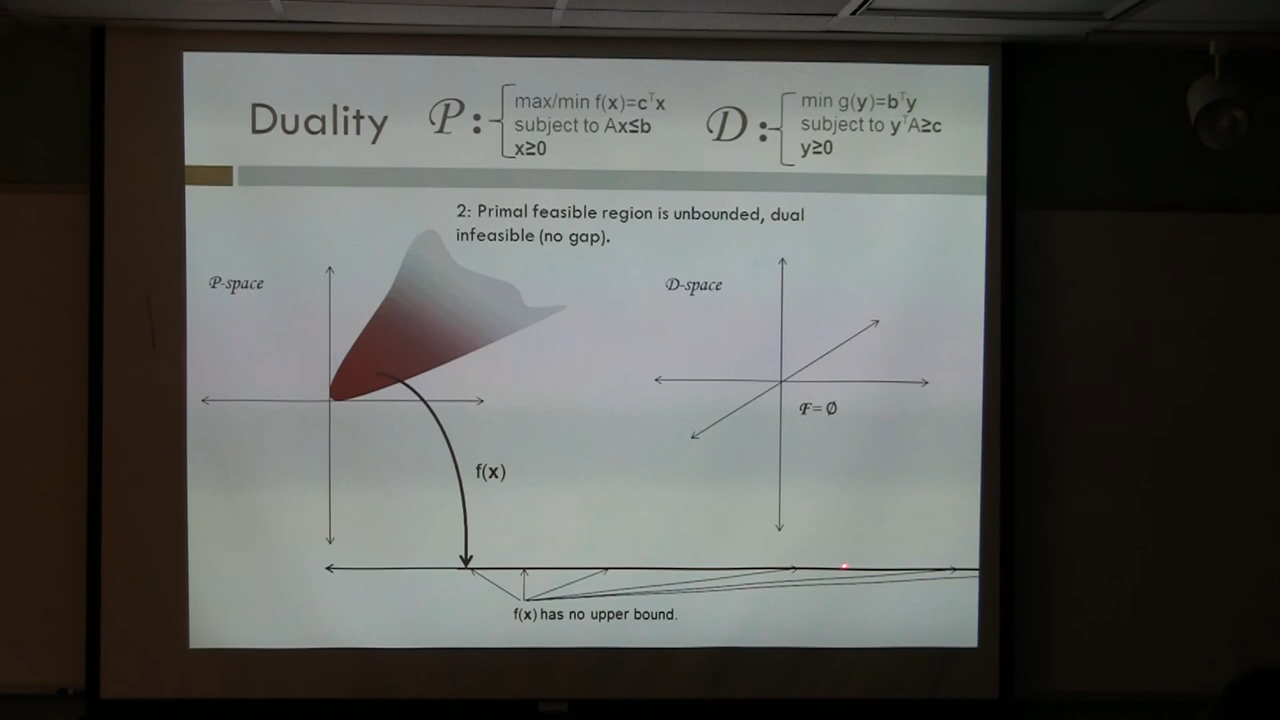 Duality
𝒫:
max/min f(x)=cᵀx
subject to Ax≤b
x≥0
𝒟:
min g(y)=bᵀy
subject to yᵀA≥c
y≥0
2: Primal feasible region is unbounded, dual
infeasible (no gap).
𝒫-space
𝒟-space
ℱ= Ø
f(x)
f(x) has no upper bound.